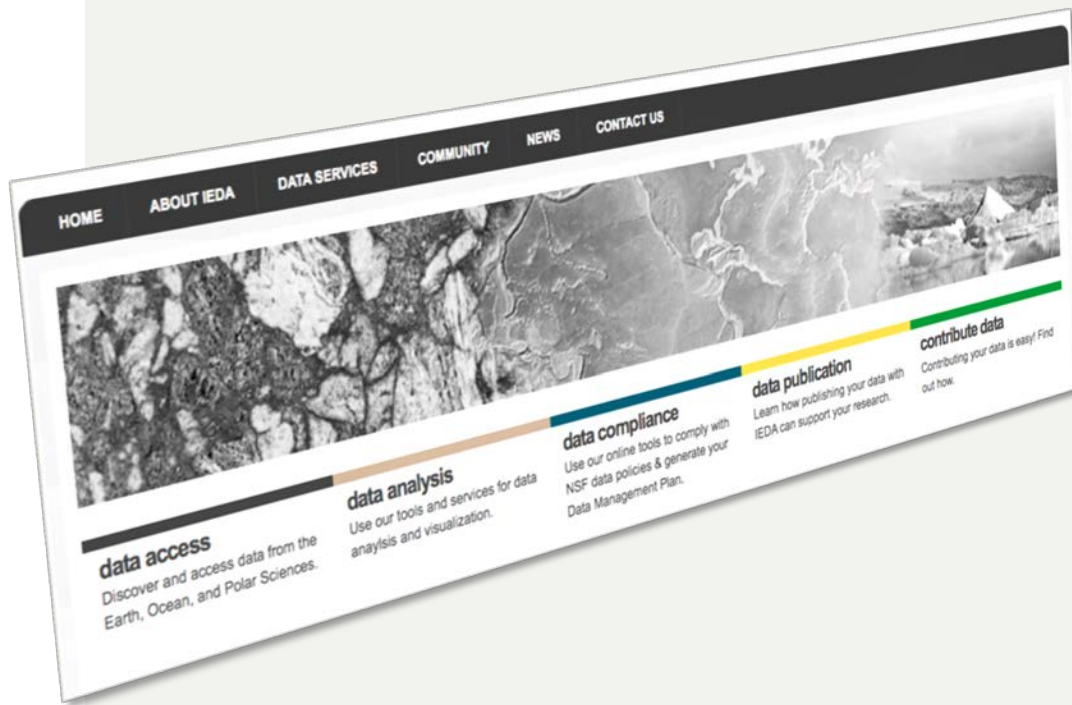 HOME ABOUT IEDA DATA SERVICES COMMUNITY NEWS CONTACT US
data access
Discover and access data from the
Earth, Ocean, and Polar Sciences.
data analysis
Use our tools and services for data
anaylsis and visualization.
data compliance
Use our online tools to comply with
NSF data policies & generate your
Data Management Plan.
data publication
Learn how publishing your data with
IEDA can support your research.
contribute data
Contributing your data is easy! Find
out how.